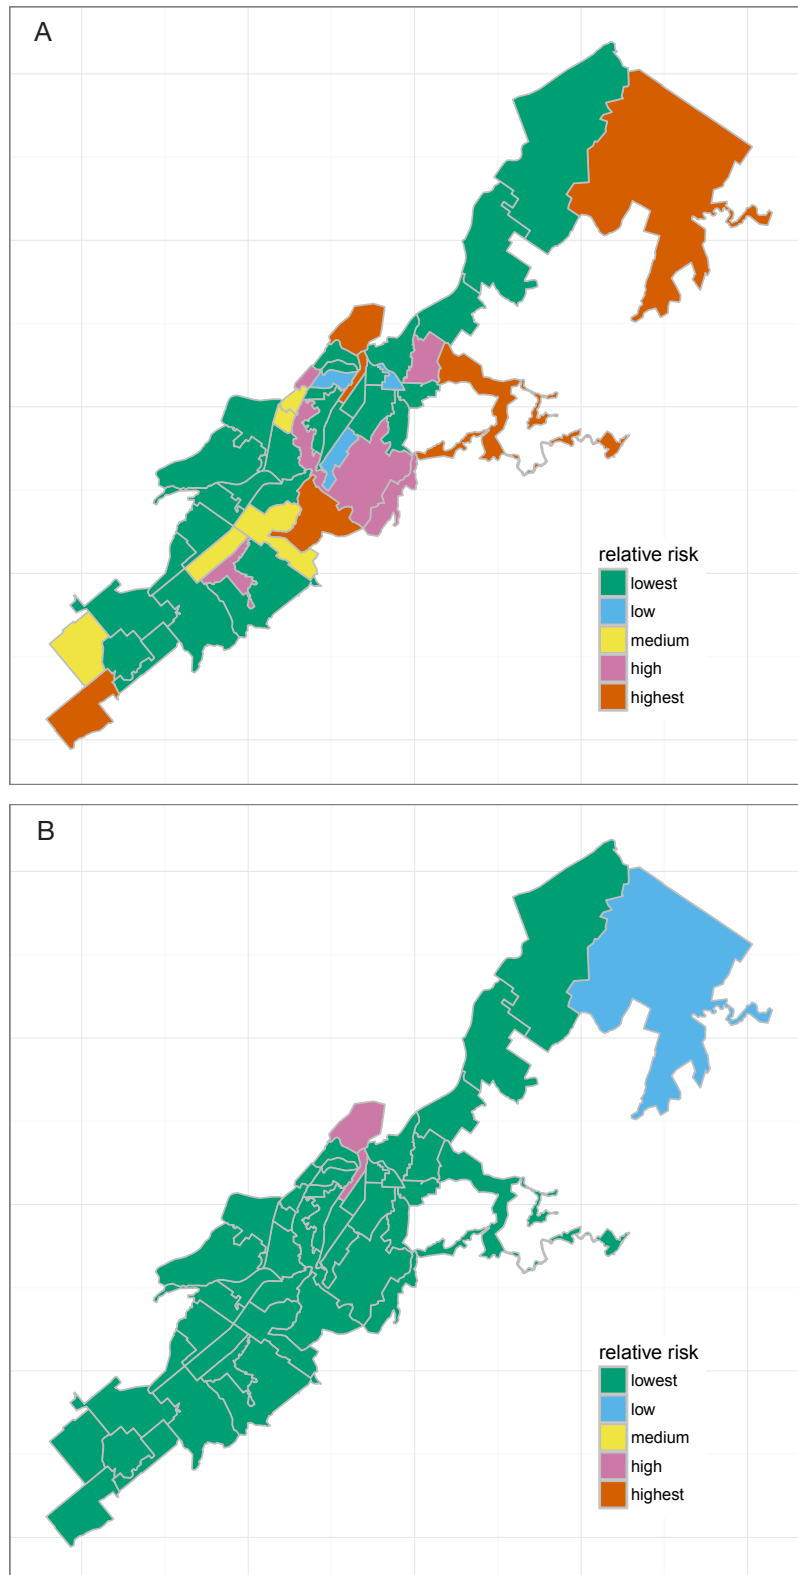 A
relative risk
lowest
low
medium
high
highest
B
relative risk
lowest
low
medium
high
highest